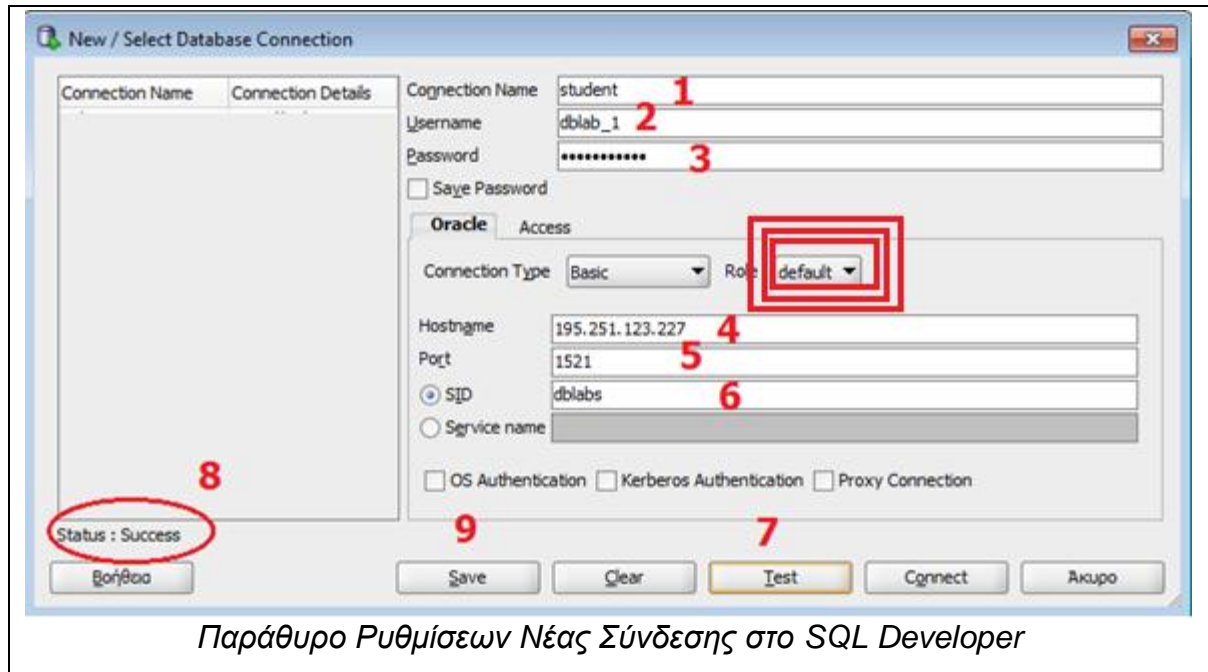 New / Select Database Connection
Connection Name Connection Details
Connection Name student 1
Username dblab_1 2
Password ••••••••••• 3
Save Password
Oracle Access
Connection Type Basic Role default
Hostname 195.251.123.227 4
Port 1521 5
SID dblabs 6
Service name
OS Authentication Kerberos Authentication Proxy Connection
8
Status : Success
9 7
Βοήθεια Save Clear Test Connect Άκυρο
Παράθυρο Ρυθμίσεων Νέας Σύνδεσης στο SQL Developer